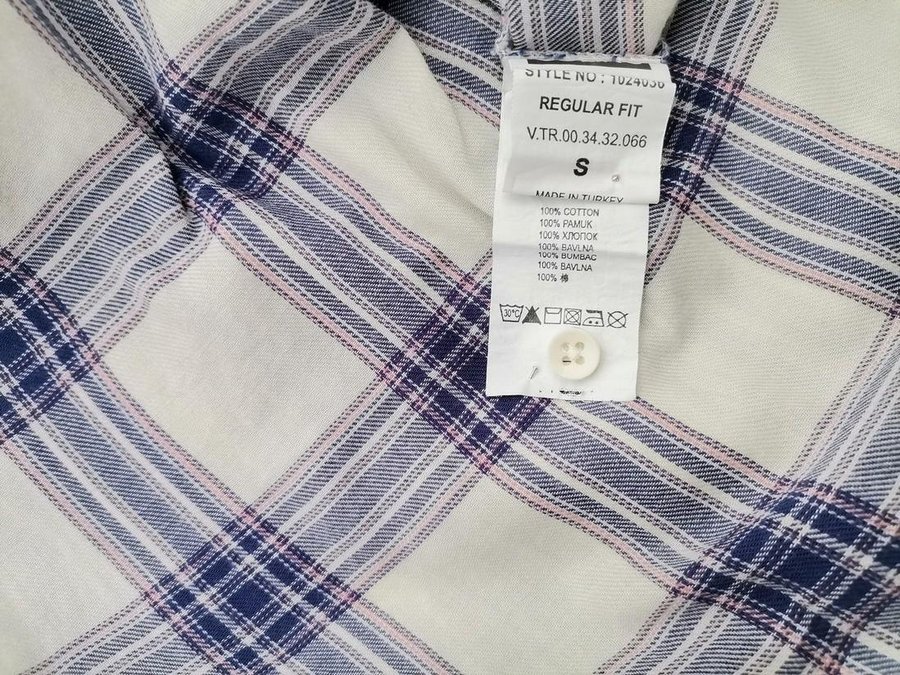 STYLE NO : 1024036
REGULAR FIT
V.TR.00.34.32.066
S
MADE IN TURKEY
100% COTTON
100% PAMUK
100% ХЛОПОК
100% BAVLNA
100% BUMBAC
100% BAVLNA
100% 棉
30°C